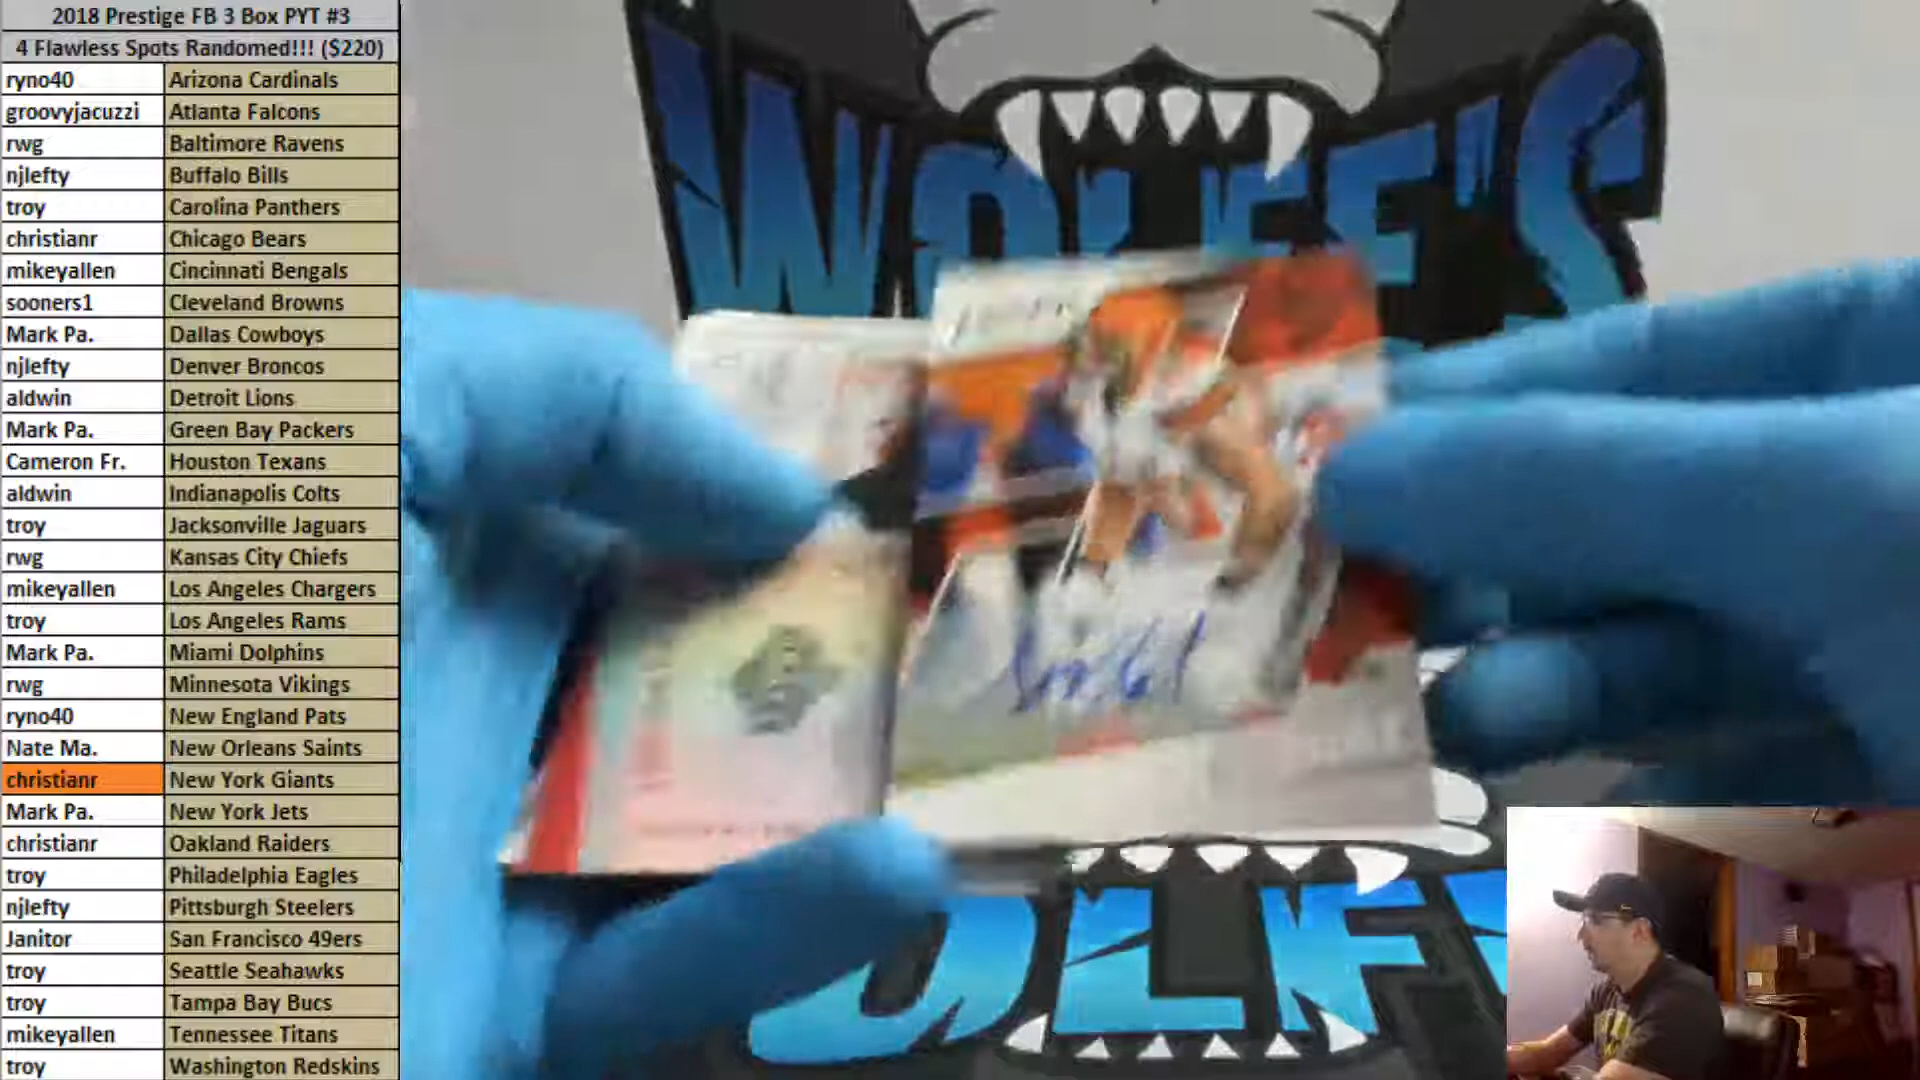 2018 Prestige FB 3 Box PYT #3
4 Flawless Spots Randomed!!! ($220)
ryno40 Arizona Cardinals
groovyjacuzzi Atlanta Falcons
rwg Baltimore Ravens
njlefty Buffalo Bills
troy Carolina Panthers
christianr Chicago Bears
mikeyallen Cincinnati Bengals
sooners1 Cleveland Browns
Mark Pa. Dallas Cowboys
njlefty Denver Broncos
aldwin Detroit Lions
Mark Pa. Green Bay Packers
Cameron Fr. Houston Texans
aldwin Indianapolis Colts
troy Jacksonville Jaguars
rwg Kansas City Chiefs
mikeyallen Los Angeles Chargers
troy Los Angeles Rams
Mark Pa. Miami Dolphins
rwg Minnesota Vikings
ryno40 New England Pats
Nate Ma. New Orleans Saints
christianr New York Giants
Mark Pa. New York Jets
christianr Oakland Raiders
troy Philadelphia Eagles
njlefty Pittsburgh Steelers
Janitor San Francisco 49ers
troy Seattle Seahawks
troy Tampa Bay Bucs
mikeyallen Tennessee Titans
troy Washington Redskins
WOLFF'S